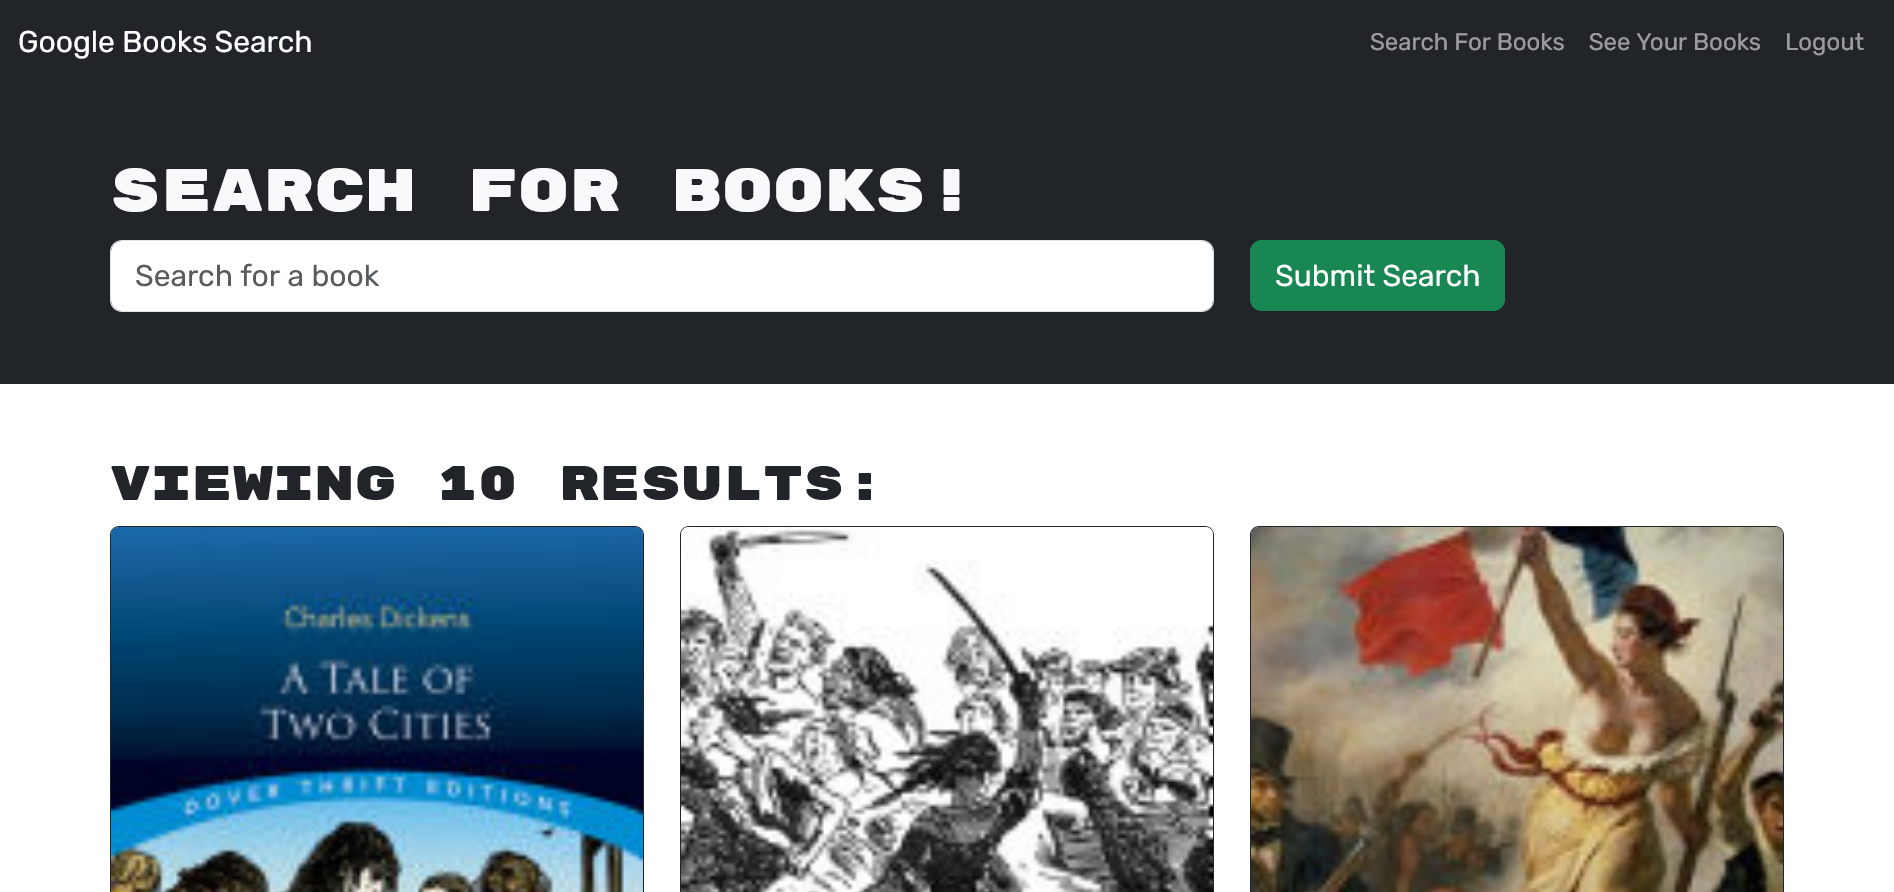 Google Books Search
Search For Books See Your Books Logout
SEARCH FOR BOOKS!
Search for a book
Submit Search
VIEWING 10 RESULTS:
Charles Dickens
A TALE OF
TWO CITIES
DOVER THRIFT EDITIONS